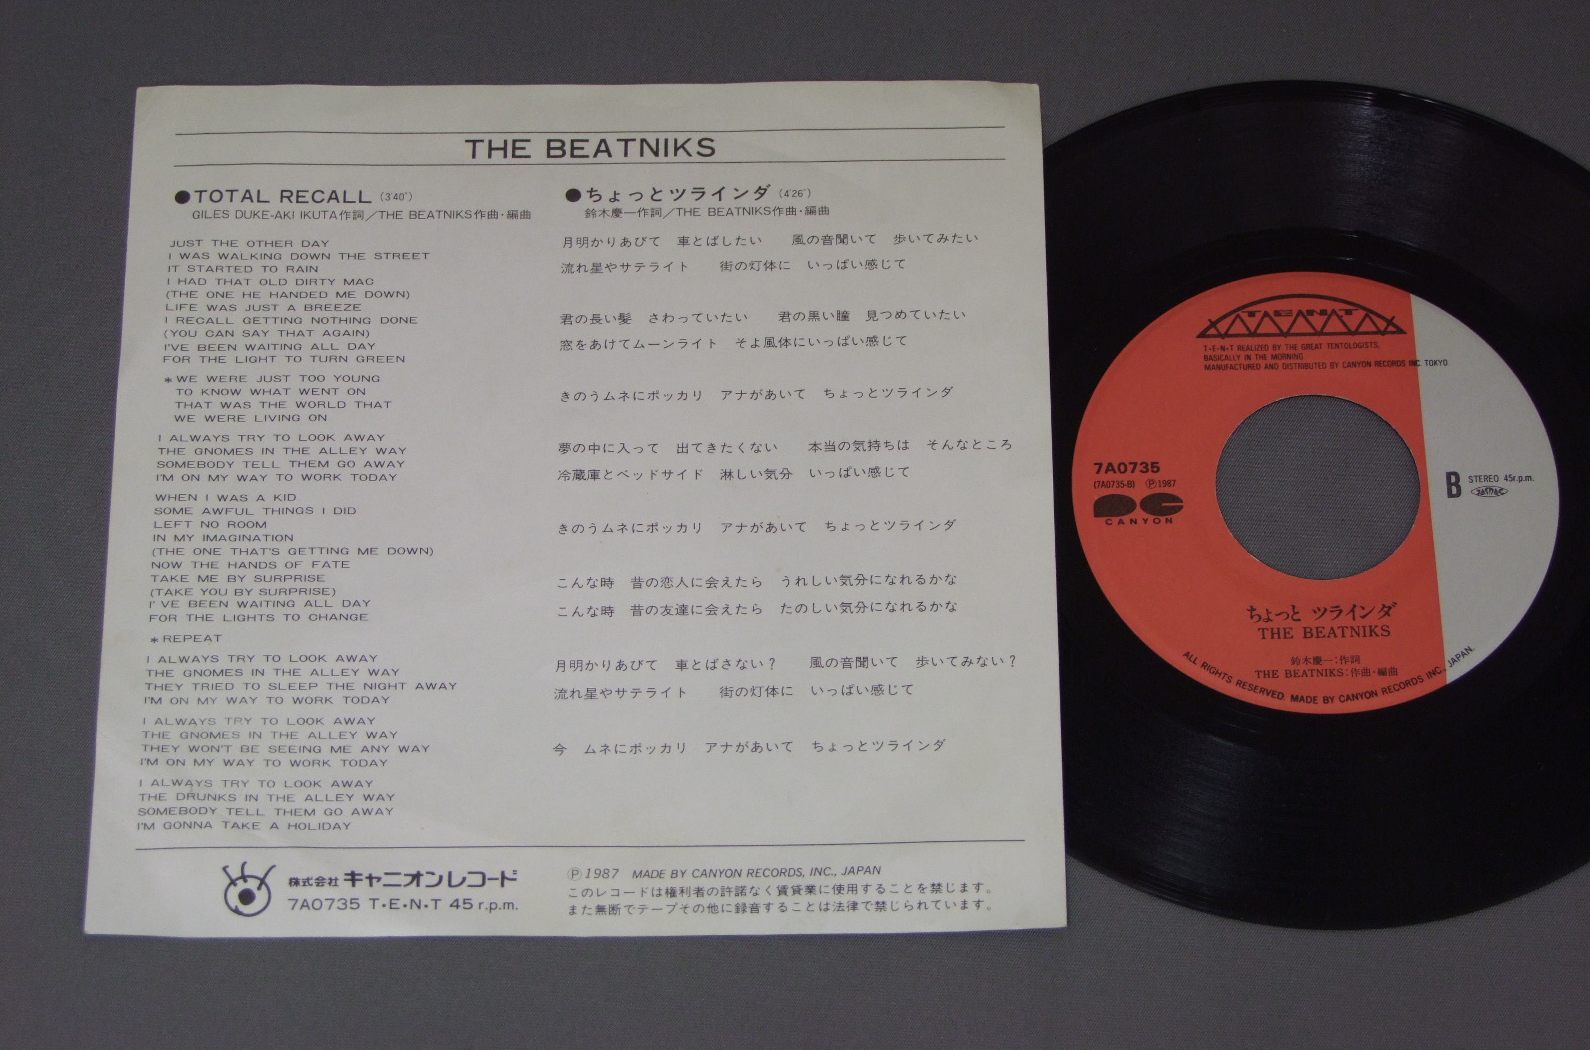 THE BEATNIKS
●TOTAL RECALL (3'40")
GILES DUKE-AKI IKUTA作詞／THE BEATNIKS作曲・編曲
JUST THE OTHER DAY
I WAS WALKING DOWN THE STREET
IT STARTED TO RAIN
I HAD THAT OLD DIRTY MAC
(THE ONE HE HANDED ME DOWN)
LIFE WAS JUST A BREEZE
I RECALL GETTING NOTHING DONE
(YOU CAN SAY THAT AGAIN)
I'VE BEEN WAITING ALL DAY
FOR THE LIGHT TO TURN GREEN
*WE WERE JUST TOO YOUNG
TO KNOW WHAT WENT ON
THAT WAS THE WORLD THAT
WE WERE LIVING ON
I ALWAYS TRY TO LOOK AWAY
THE GNOMES IN THE ALLEY WAY
SOMEBODY TELL THEM GO AWAY
I'M ON MY WAY TO WORK TODAY
WHEN I WAS A KID
SOME AWFUL THINGS I DID
LEFT NO ROOM
IN MY IMAGINATION
(THE ONE THAT'S GETTING ME DOWN)
NOW THE HANDS OF FATE
TAKE ME BY SURPRISE
(TAKE YOU BY SURPRISE)
I'VE BEEN WAITING ALL DAY
FOR THE LIGHTS TO CHANGE
*REPEAT
I ALWAYS TRY TO LOOK AWAY
THE GNOMES IN THE ALLEY WAY
THEY TRIED TO SLEEP THE NIGHT AWAY
I'M ON MY WAY TO WORK TODAY
I ALWAYS TRY TO LOOK AWAY
THE GNOMES IN THE ALLEY WAY
THEY WON'T BE SEEING ME ANY WAY
I'M ON MY WAY TO WORK TODAY
I ALWAYS TRY TO LOOK AWAY
THE DRUNKS IN THE ALLEY WAY
SOMEBODY TELL THEM GO AWAY
I'M GONNA TAKE A HOLIDAY
●ちょっとツラインダ (4'26")
鈴木慶一作詞／THE BEATNIKS作曲・編曲
月明かりあびて　車とばしたい　　風の音聞いて　歩いてみたい
流れ星やサテライト　　街の灯体に　いっぱい感じて
君の長い髪　さわっていたい　　君の黒い瞳　見つめていたい
窓をあけてムーンライト　そよ風体にいっぱい感じて
きのうムネにポッカリ　アナがあいて　ちょっとツラインダ
夢の中に入って　出てきたくない　　本当の気持ちは　そんなところ
冷蔵庫とベッドサイド　淋しい気分　いっぱい感じて
きのうムネにポッカリ　アナがあいて　ちょっとツラインダ
こんな時　昔の恋人に会えたら　うれしい気分になれるかな
こんな時　昔の友達に会えたら　たのしい気分になれるかな
月明かりあびて　車とばさない？　　風の音聞いて　歩いてみない？
流れ星やサテライト　　街の灯体に　いっぱい感じて
今　ムネにポッカリ　アナがあいて　ちょっとツラインダ
株式会社 キャニオンレコード
7A0735 T・E・N・T 45 r.p.m.
Ⓟ1987 MADE BY CANYON RECORDS, INC., JAPAN
このレコードは権利者の許諾なく賃貸業に使用することを禁じます。
また無断でテープその他に録音することは法律で禁じられています。
TENT
T・E・N・T REALIZED BY THE GREAT TENTOLOGISTS,
BASICALLY IN THE MORNING
MANUFACTURED AND DISTRIBUTED BY CANYON RECORDS INC. TOKYO.
7A0735
(7A0735-B) Ⓟ1987
CANYON
B STEREO 45r.p.m.
ちょっと ツラインダ
THE BEATNIKS
鈴木慶一：作詞
THE BEATNIKS：作曲・編曲
ALL RIGHTS RESERVED. MADE BY CANYON RECORDS INC., JAPAN.